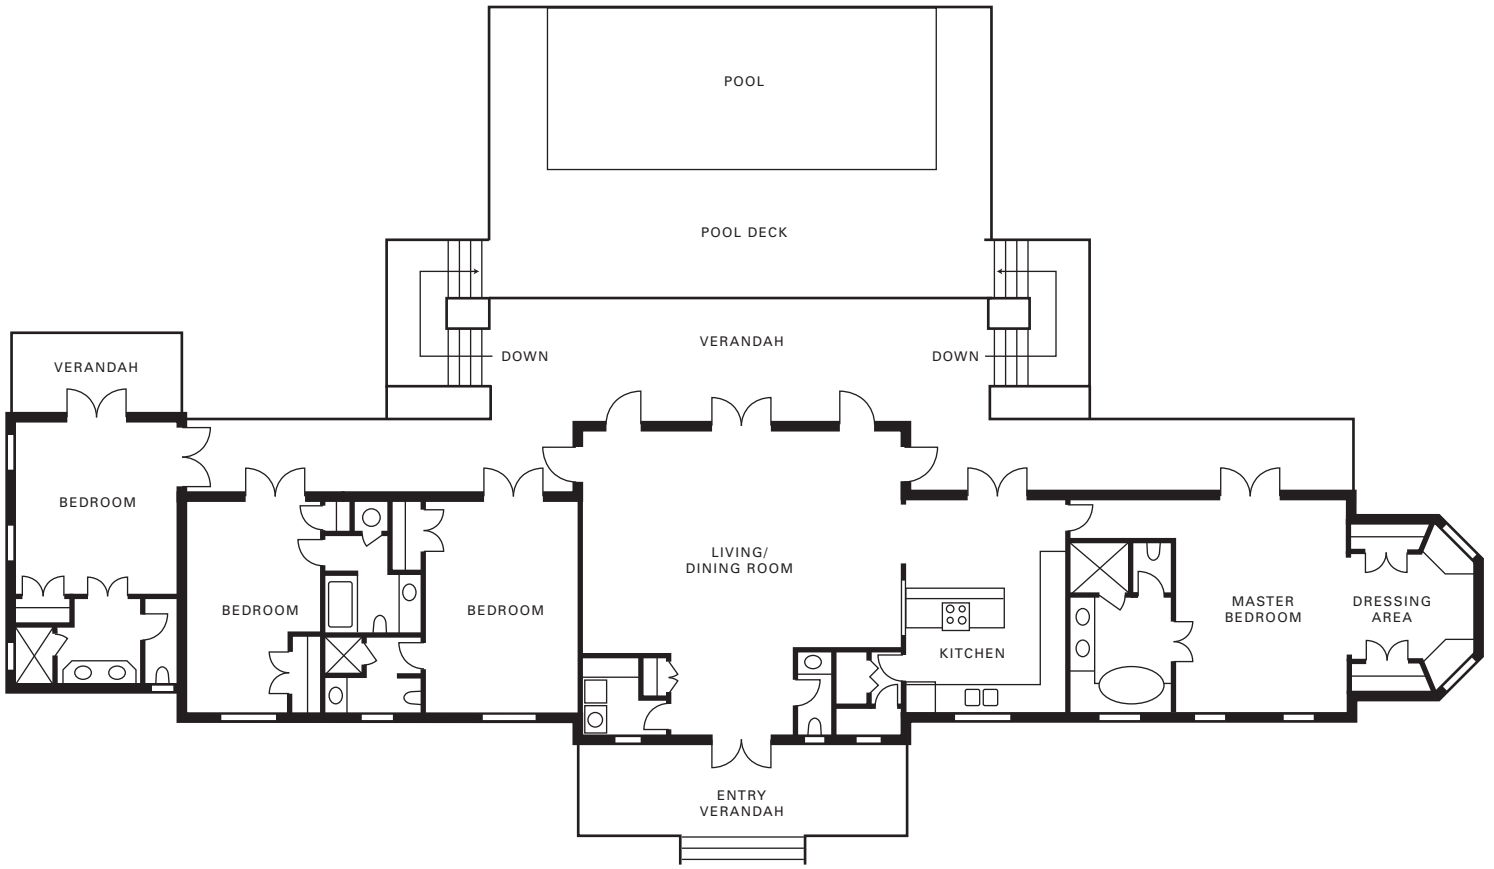 POOL
POOL DECK
VERANDAH
DOWN
DOWN
VERANDAH
BEDROOM
LIVING/
DINING ROOM
BEDROOM
BEDROOM
MASTER
BEDROOM
DRESSING
AREA
KITCHEN
ENTRY
VERANDAH